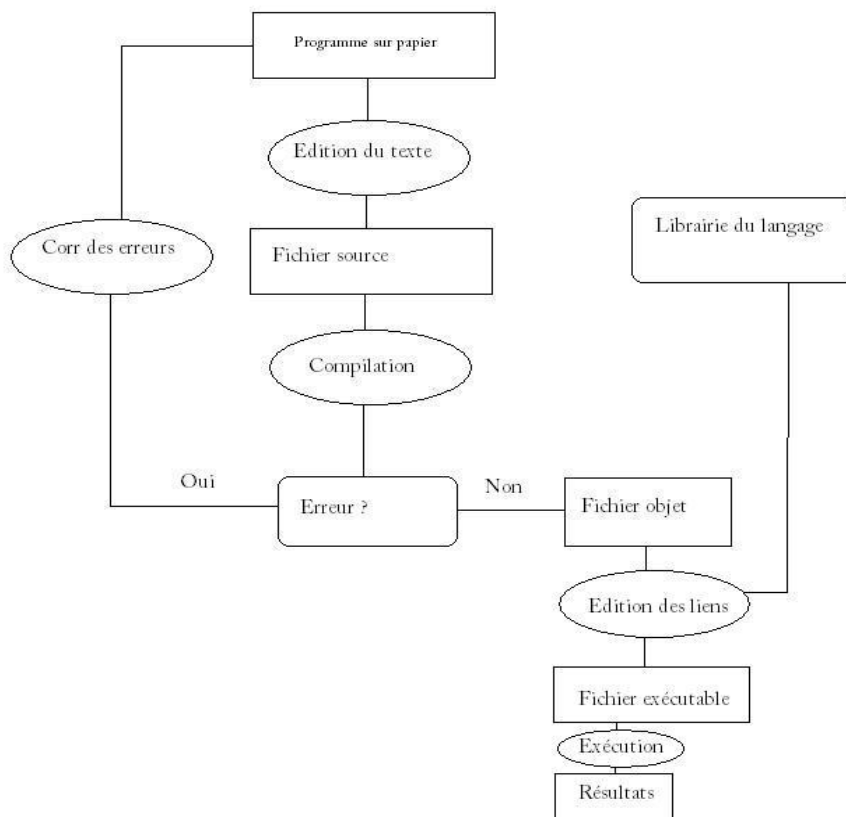 Programme sur papier
Edition du texte
Librairie du langage
Corr des erreurs
Fichier source
Compilation
Oui
Non
Erreur ?
Fichier objet
Edition des liens
Fichier exécutable
Exécution
Résultats